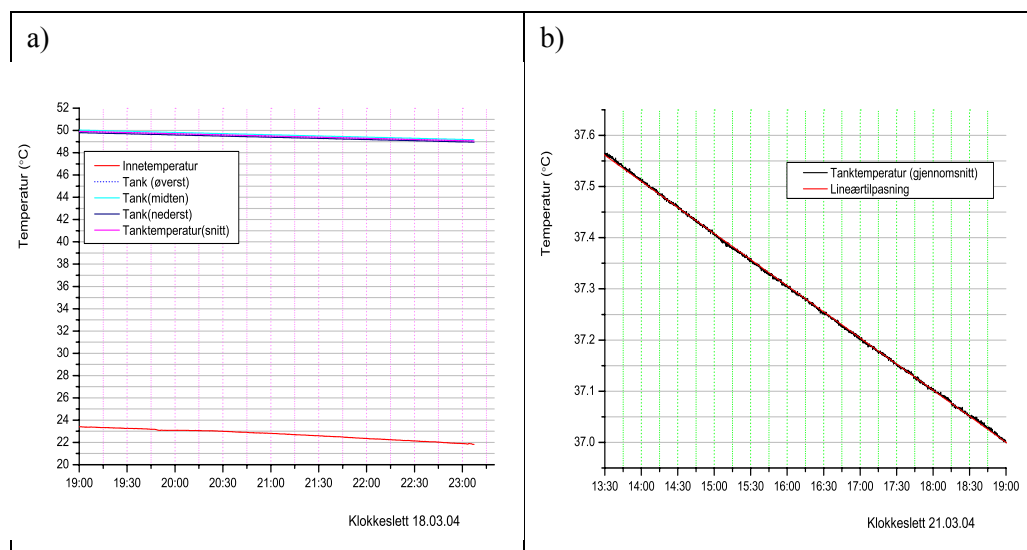 a)
Temperatur (°C)
52
50
48
46
44
42
40
38
36
34
32
30
28
26
24
22
20
Innetemperatur
Tank (øverst)
Tank(midten)
Tank(nederst)
Tanktemperatur(snitt)
19:00 19:30 20:00 20:30 21:00 21:30 22:00 22:30 23:00
Klokkeslett 18.03.04
b)
Temperatur (°C)
37.6
37.5
37.4
37.3
37.2
37.1
37.0
Tanktemperatur (gjennomsnitt)
Lineærtilpasning
13:30 14:00 14:30 15:00 15:30 16:00 16:30 17:00 17:30 18:00 18:30 19:00
Klokkeslett 21.03.04